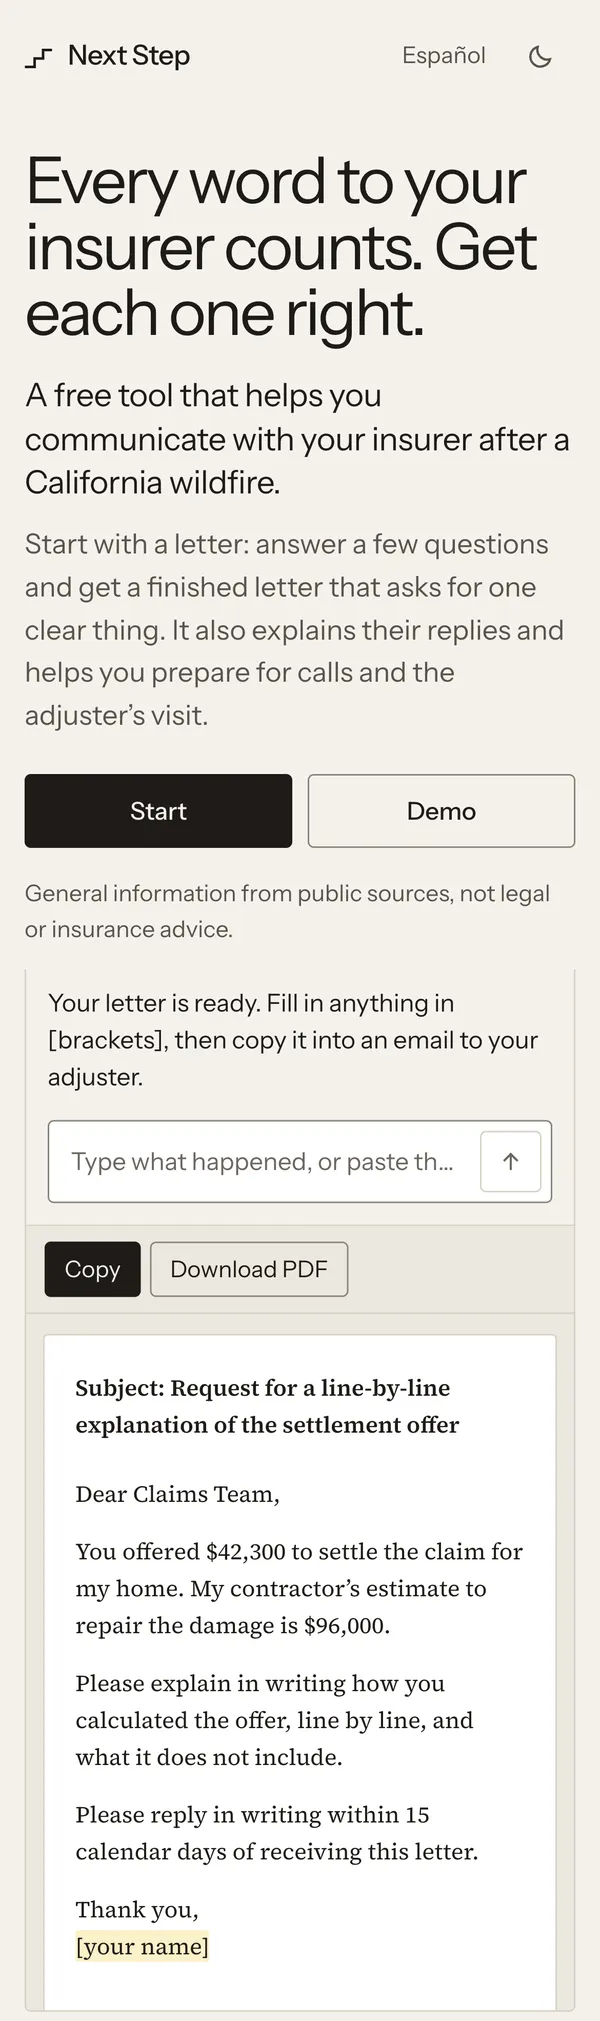 Next Step
Español
Every word to your
insurer counts. Get
each one right.
A free tool that helps you
communicate with your insurer after a
California wildfire.
Start with a letter: answer a few questions
and get a finished letter that asks for one
clear thing. It also explains their replies and
helps you prepare for calls and the
adjuster’s visit.
Start
Demo
General information from public sources, not legal
or insurance advice.
Your letter is ready. Fill in anything in
[brackets], then copy it into an email to your
adjuster.
Type what happened, or paste th...
Copy
Download PDF
Subject: Request for a line-by-line
explanation of the settlement offer
Dear Claims Team,
You offered $42,300 to settle the claim for
my home. My contractor’s estimate to
repair the damage is $96,000.
Please explain in writing how you
calculated the offer, line by line, and
what it does not include.
Please reply in writing within 15
calendar days of receiving this letter.
Thank you,
[your name]